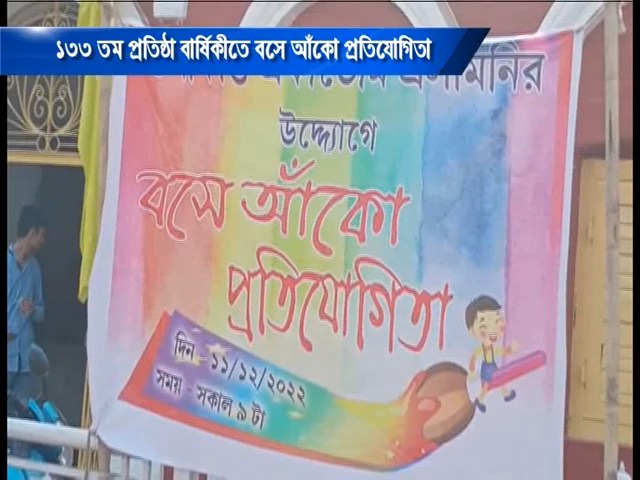 ১৩৩ তম প্রতিষ্ঠা বার্ষিকীতে বসে আঁকো প্রতিযোগিতা
উদ্দ্যোগে
বসে আঁকো
প্রতিযোগিতা
দিন - ১১/১২/২০২২
সময় - সকাল ৯ টা